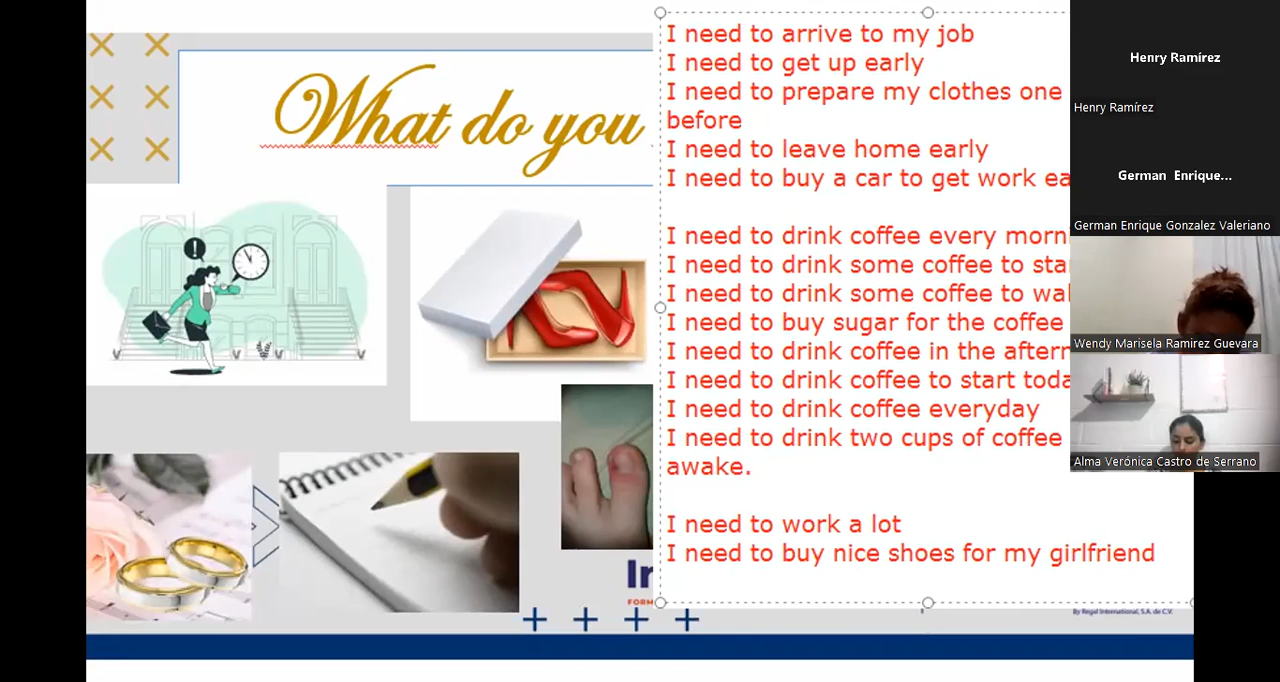 What do you
I need to arrive to my job
I need to get up early
I need to prepare my clothes one
before
I need to leave home early
I need to buy a car to get work
I need to drink coffee every
I need to drink some coffee to
I need to drink some coffee to
I need to buy sugar for the coffee
I need to drink coffee in the
I need to drink coffee to start
I need to drink coffee everyday
I need to drink two cups of coffee
awake.
I need to work a lot
I need to buy nice shoes for my girlfriend
By Regal International, S.A. de C.V.
Henry Ramírez
Henry Ramírez
German Enrique...
German Enrique Gonzalez Valeriano
Wendy Marisela Ramirez Guevara
Alma Verónica Castro de Serrano